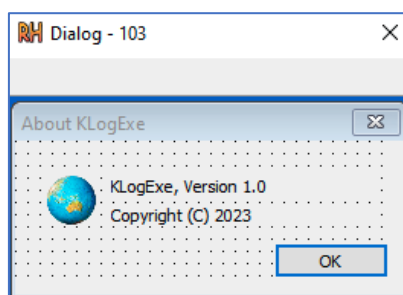 RH Dialog - 103
About KLogExe
KLogExe, Version 1.0
Copyright (C) 2023
OK